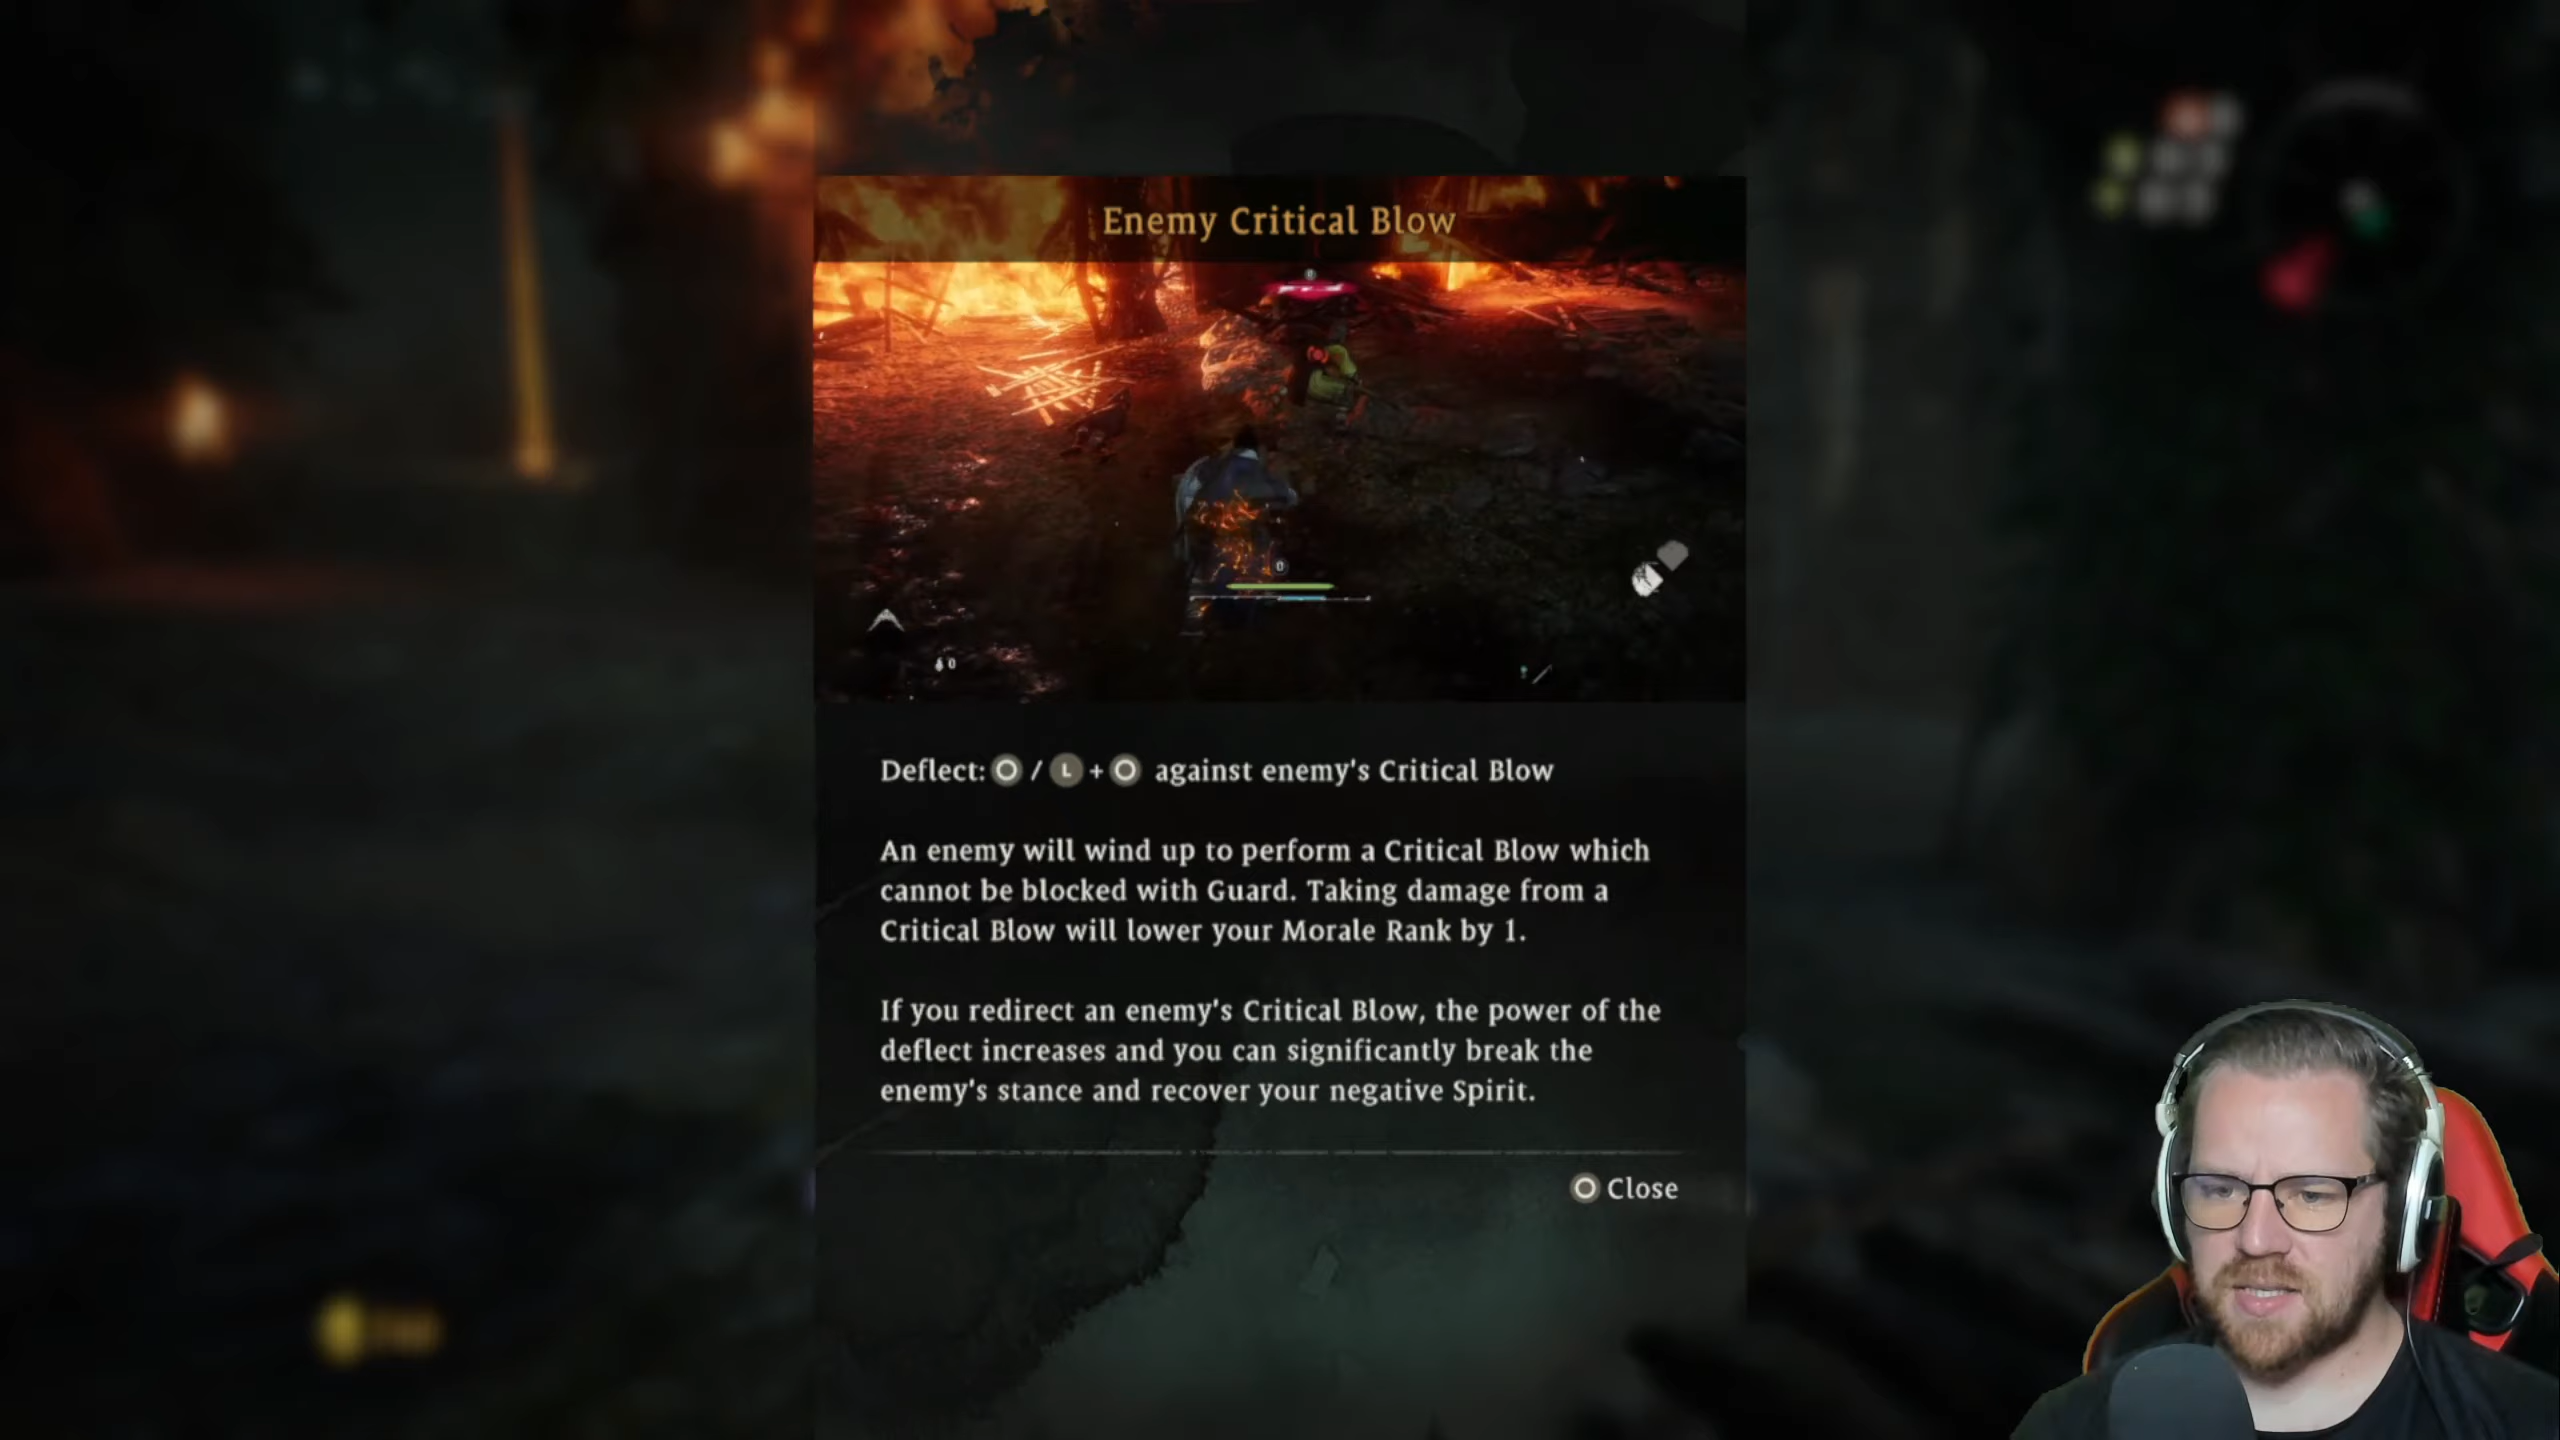 Enemy Critical Blow
0
0
Deflect: O / L + O against enemy's Critical Blow
An enemy will wind up to perform a Critical Blow which
cannot be blocked with Guard. Taking damage from a
Critical Blow will lower your Morale Rank by 1.
If you redirect an enemy's Critical Blow, the power of the
deflect increases and you can significantly break the
enemy's stance and recover your negative Spirit.
O Close